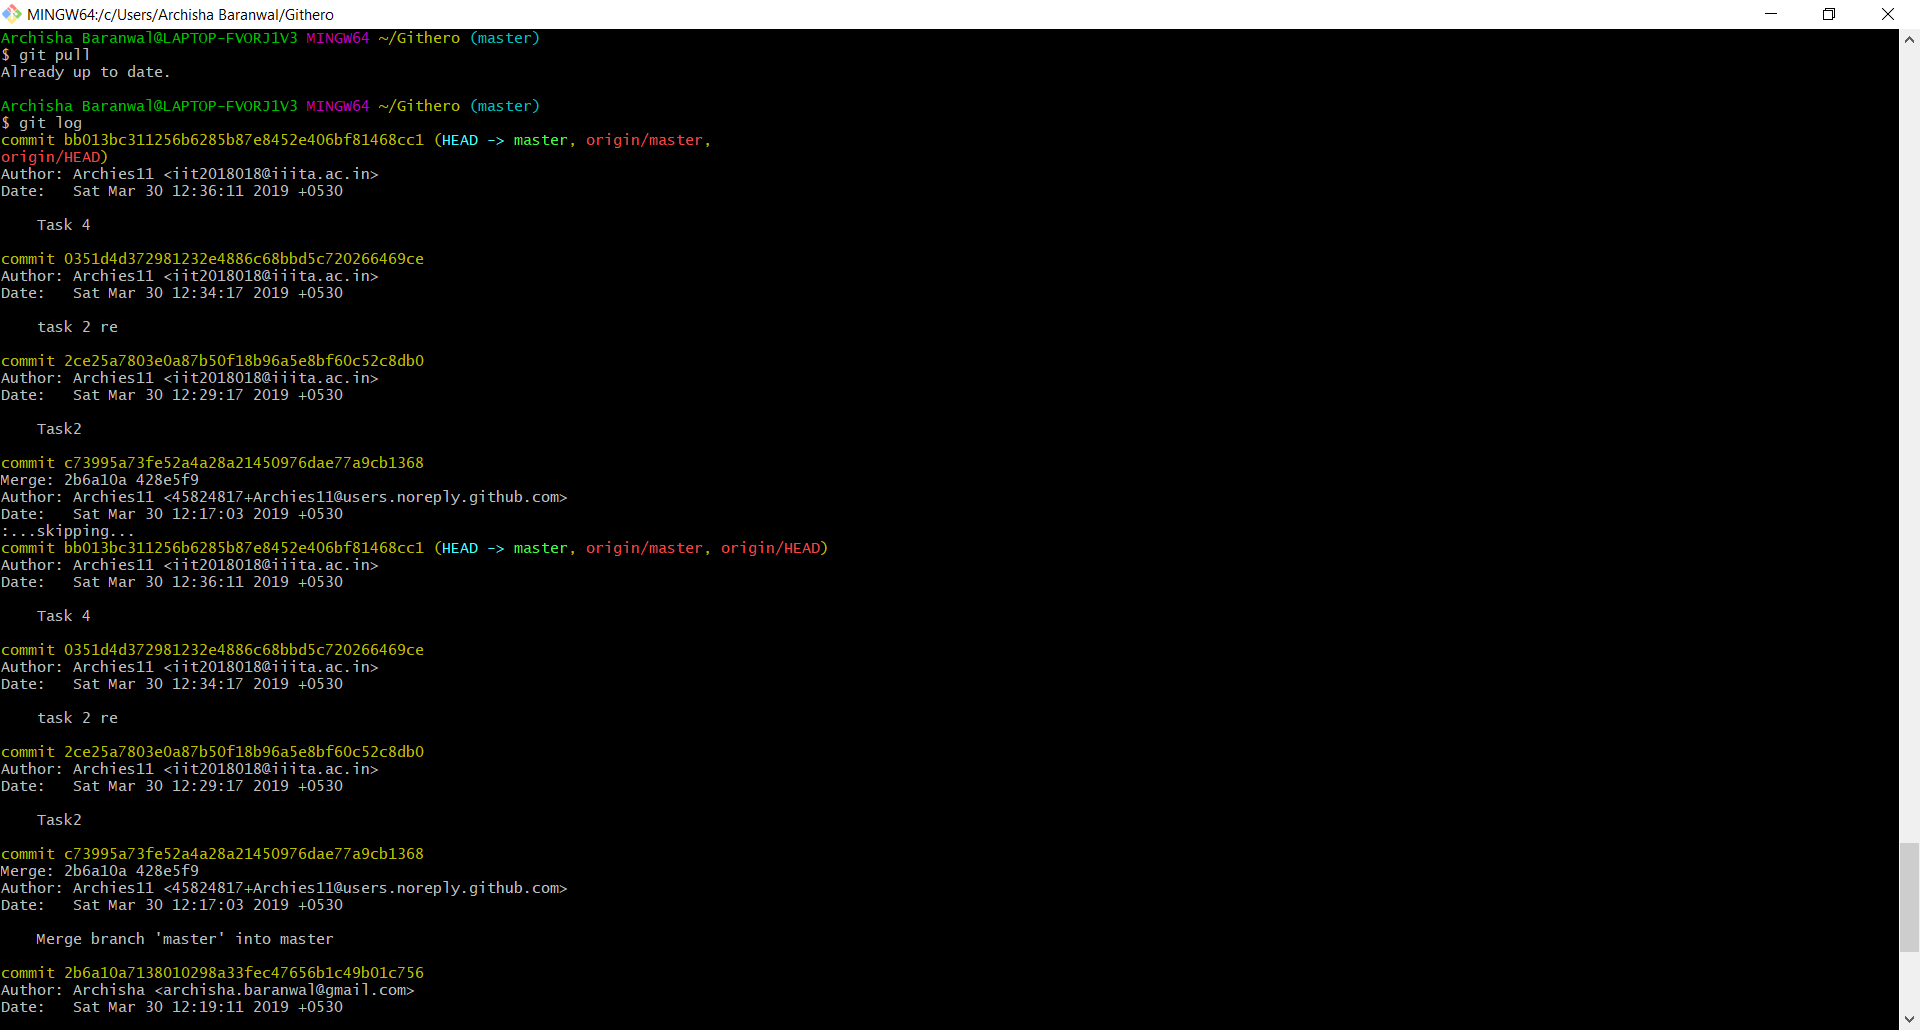 MINGW64:/c/Users/Archisha Baranwal/Githero
Archisha Baranwal@LAPTOP-FVORJ1V3 MINGW64 ~/Githero (master)
$ git pull
Already up to date.
Archisha Baranwal@LAPTOP-FVORJ1V3 MINGW64 ~/Githero (master)
$ git log
commit bb013bc311256b6285b87e8452e406bf81468cc1 (HEAD -> master, origin/master,
origin/HEAD)
Author: Archies11 <iit2018018@iiita.ac.in>
Date:   Sat Mar 30 12:36:11 2019 +0530
    Task 4
commit 0351d4d372981232e4886c68bbd5c720266469ce
Author: Archies11 <iit2018018@iiita.ac.in>
Date:   Sat Mar 30 12:34:17 2019 +0530
    task 2 re
commit 2ce25a7803e0a87b50f18b96a5e8bf60c52c8db0
Author: Archies11 <iit2018018@iiita.ac.in>
Date:   Sat Mar 30 12:29:17 2019 +0530
    Task2
commit c73995a73fe52a4a28a21450976dae77a9cb1368
Merge: 2b6a10a 428e5f9
Author: Archies11 <45824817+Archies11@users.noreply.github.com>
Date:   Sat Mar 30 12:17:03 2019 +0530
:...skipping...
commit bb013bc311256b6285b87e8452e406bf81468cc1 (HEAD -> master, origin/master, origin/HEAD)
Author: Archies11 <iit2018018@iiita.ac.in>
Date:   Sat Mar 30 12:36:11 2019 +0530
    Task 4
commit 0351d4d372981232e4886c68bbd5c720266469ce
Author: Archies11 <iit2018018@iiita.ac.in>
Date:   Sat Mar 30 12:34:17 2019 +0530
    task 2 re
commit 2ce25a7803e0a87b50f18b96a5e8bf60c52c8db0
Author: Archies11 <iit2018018@iiita.ac.in>
Date:   Sat Mar 30 12:29:17 2019 +0530
    Task2
commit c73995a73fe52a4a28a21450976dae77a9cb1368
Merge: 2b6a10a 428e5f9
Author: Archies11 <45824817+Archies11@users.noreply.github.com>
Date:   Sat Mar 30 12:17:03 2019 +0530
    Merge branch 'master' into master
commit 2b6a10a7138010298a33fec47656b1c49b01c756
Author: Archisha <archisha.baranwal@gmail.com>
Date:   Sat Mar 30 12:19:11 2019 +0530